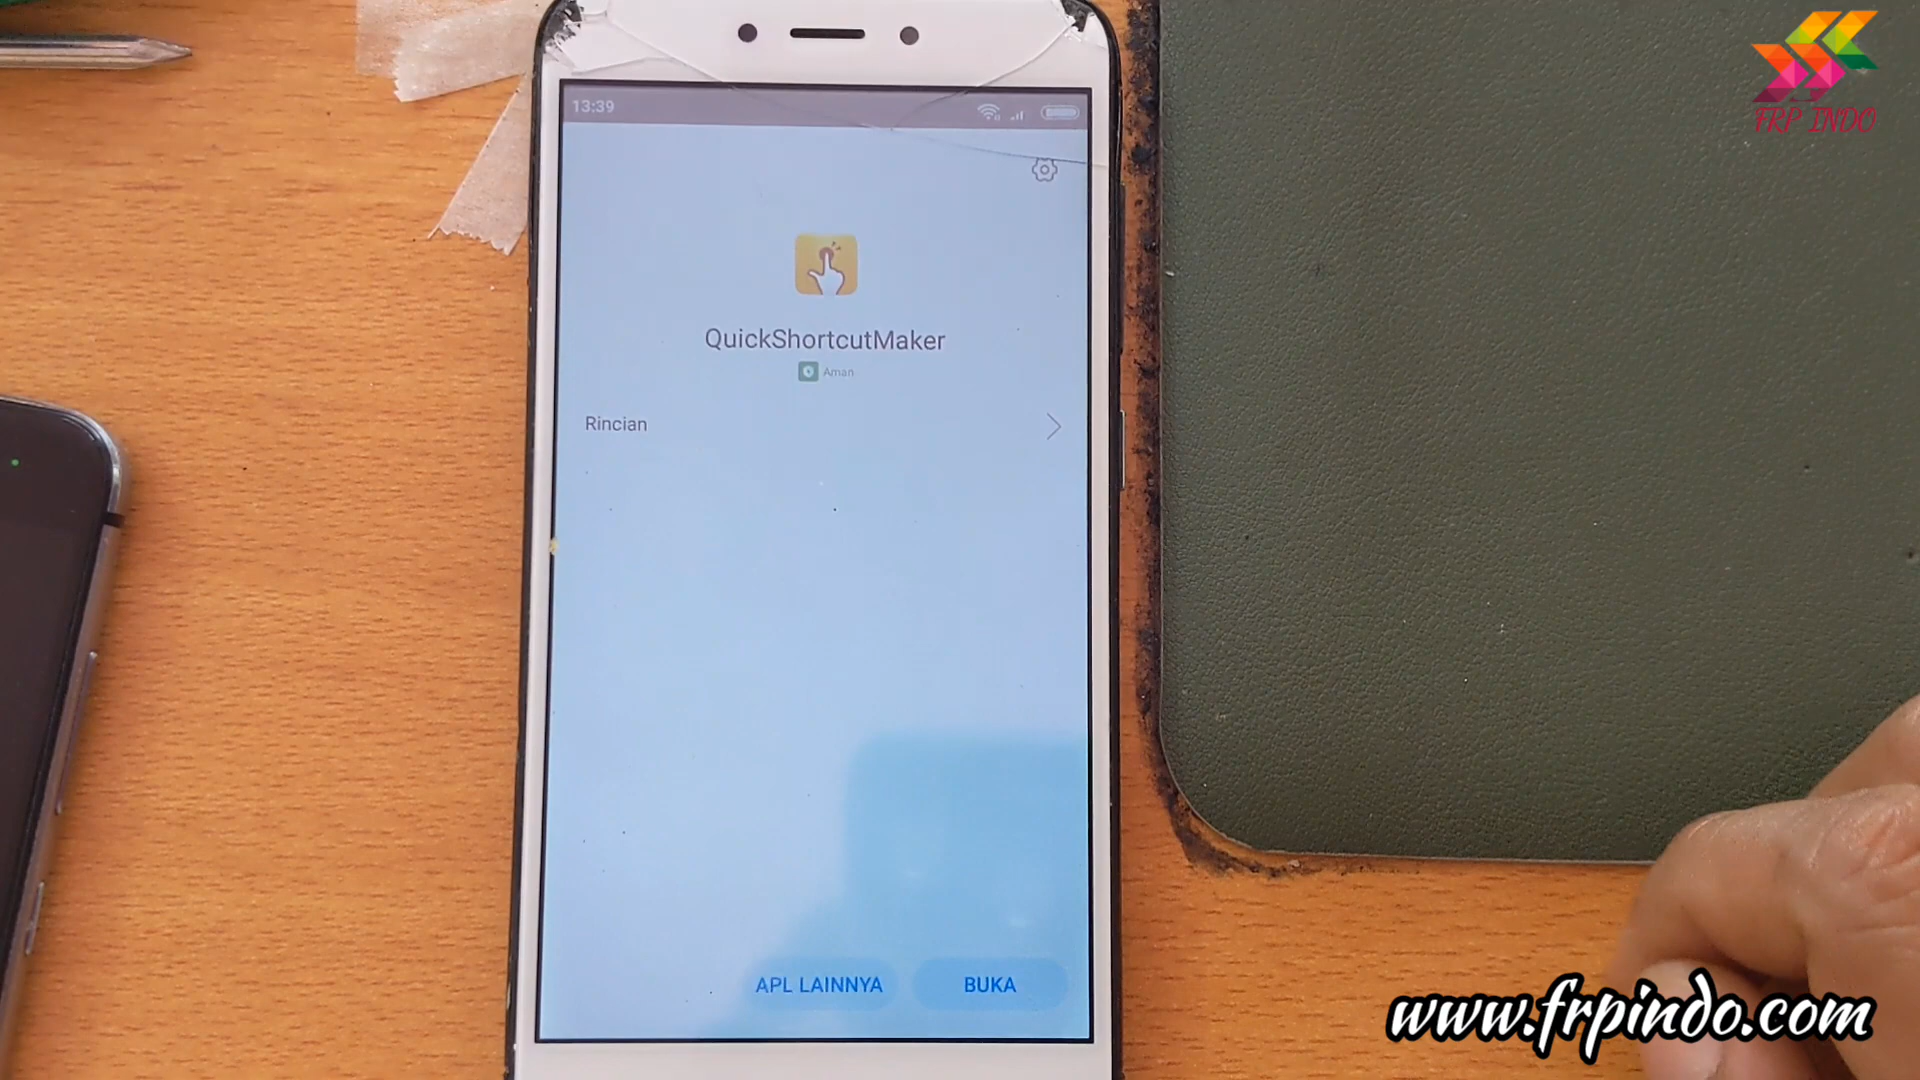 FRP INDO
13:39
QuickShortcutMaker
Aman
Rincian
APL LAINNYA
BUKA
www.frpindo.com